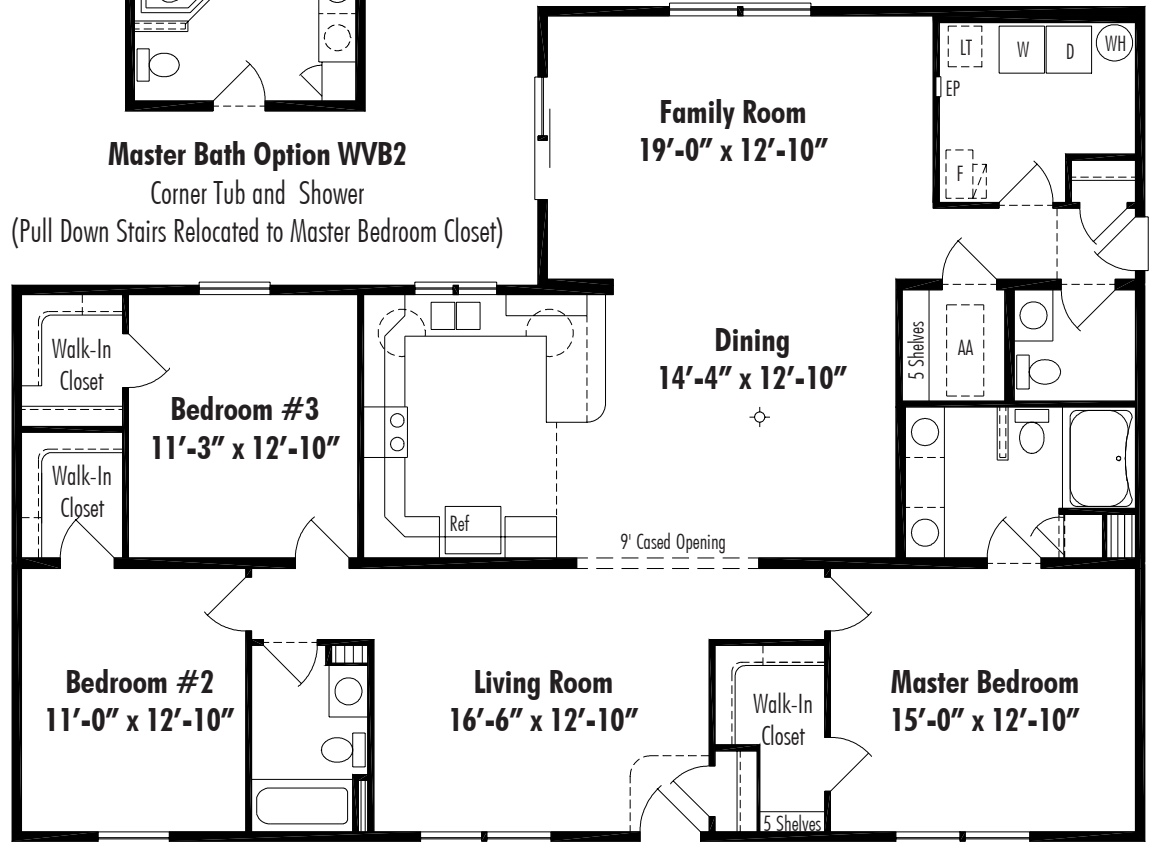 LT
W
D
WH
EP
F
Family Room
19'-0" x 12'-10"
Master Bath Option WVB2
Corner Tub and Shower
(Pull Down Stairs Relocated to Master Bedroom Closet)
Walk-In
Closet
Bedroom #3
11'-3" x 12'-10"
Walk-In
Closet
Ref
Dining
14'-4" x 12'-10"
5 Shelves
AA
9' Cased Opening
Bedroom #2
11'-0" x 12'-10"
Living Room
16'-6" x 12'-10"
Walk-In
Closet
5 Shelves
Master Bedroom
15'-0" x 12'-10"